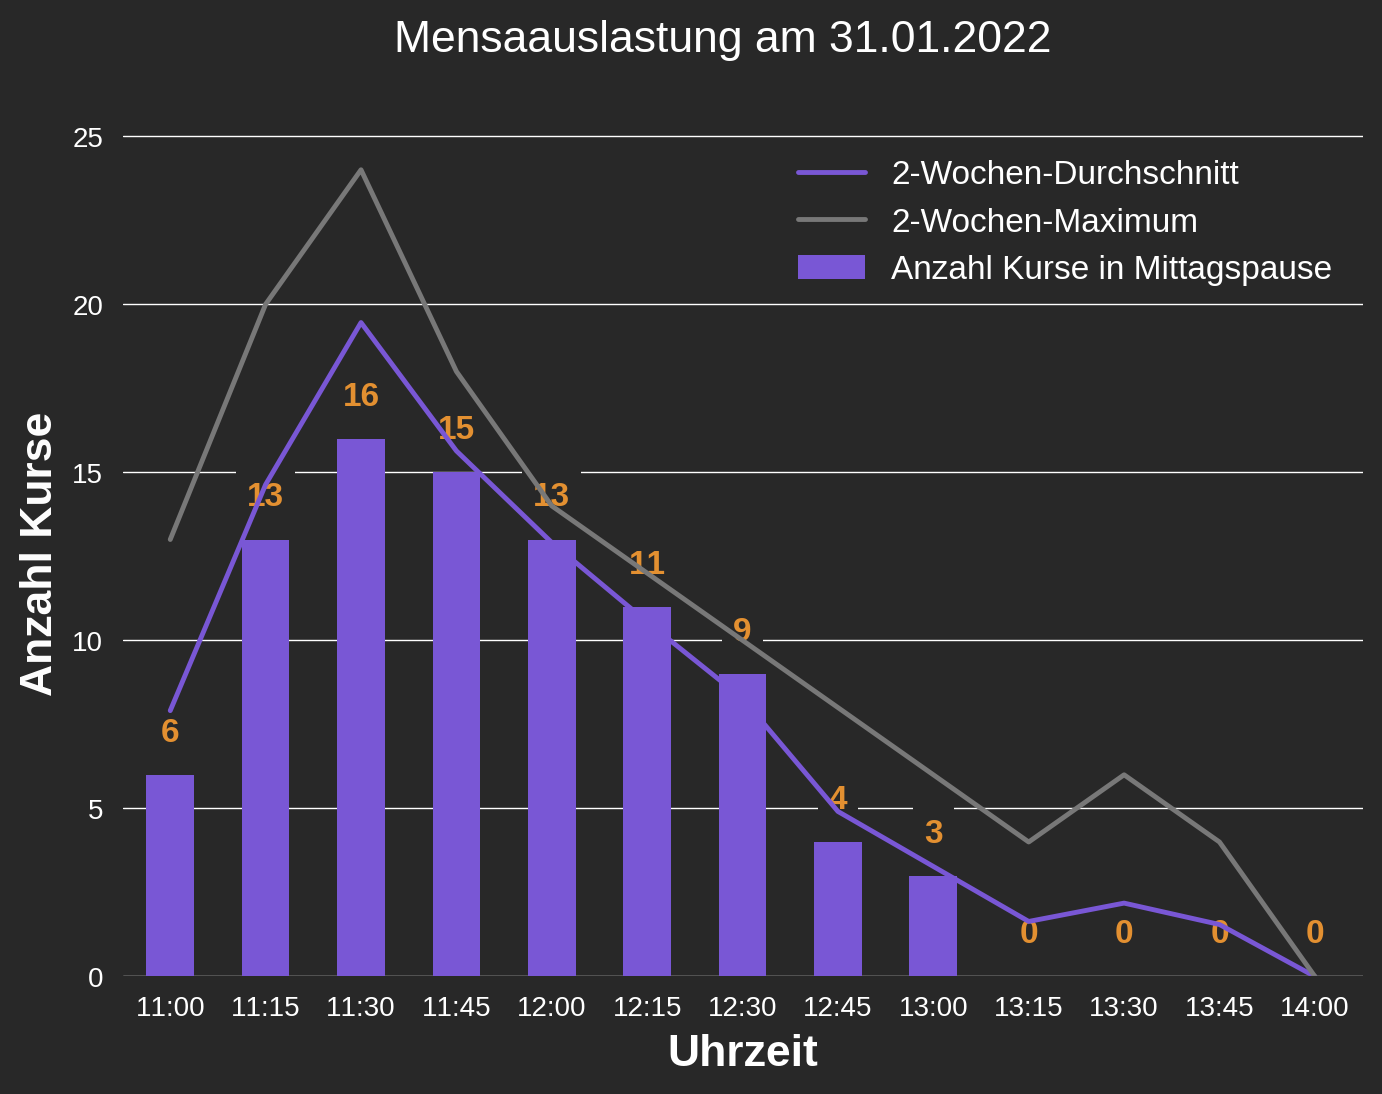 Mensaauslastung am 31.01.2022
25
2-Wochen-Durchschnitt
2-Wochen-Maximum
Anzahl Kurse in Mittagspause
20
16
15
15
13
13
11
10
9
6
5
4
3
0
0
0
0
0
Anzahl Kurse
11:00 11:15 11:30 11:45 12:00 12:15 12:30 12:45 13:00 13:15 13:30 13:45 14:00
Uhrzeit